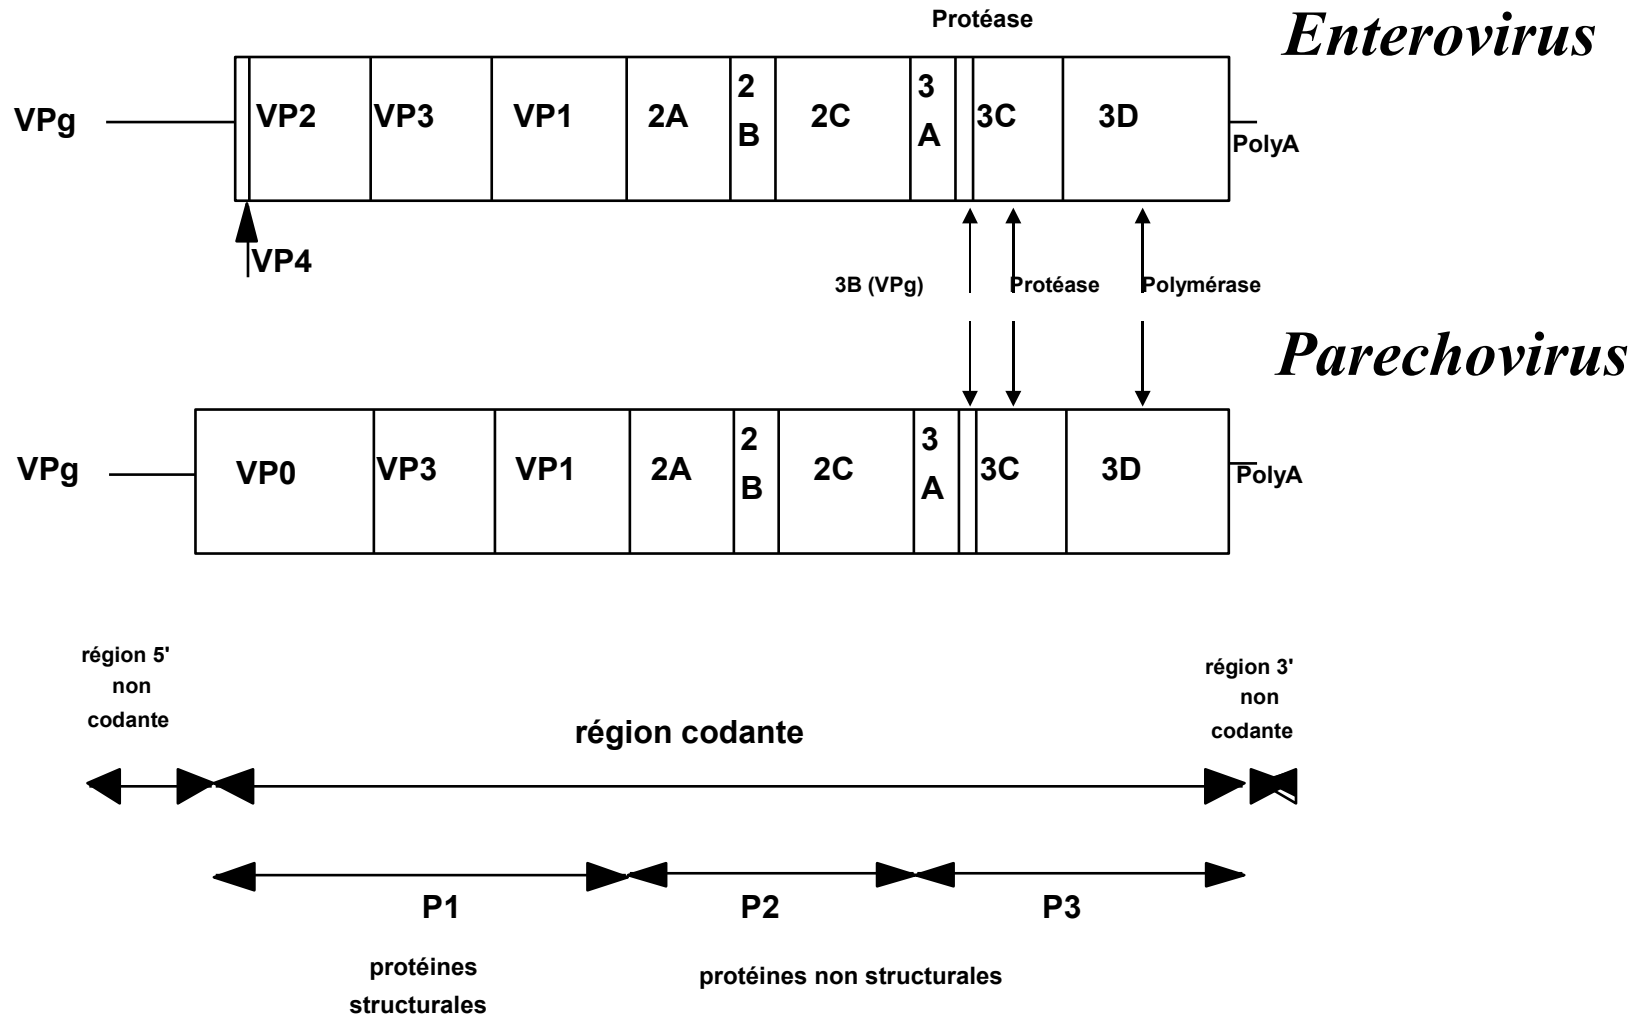 Protéase
Enterovirus
VPg VP2 VP3 VP1 2A 2 B 2C 3 A 3C 3D PolyA
VP4
3B (VPg) Protéase Polymérase
Parechovirus
VPg VP0 VP3 VP1 2A 2 B 2C 3 A 3C 3D PolyA
région 5'
non
codante
région codante
région 3'
non
codante
P1 P2 P3
protéines
structurales
protéines non structurales